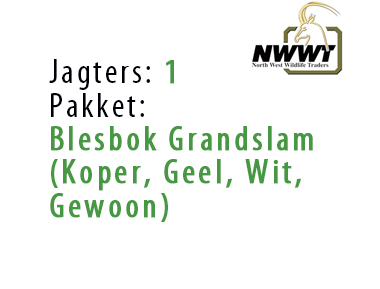 NWWT
North West Wildlife Traders
Jagters: 1
Pakket:
Blesbok Grandslam
(Koper, Geel, Wit,
Gewoon)